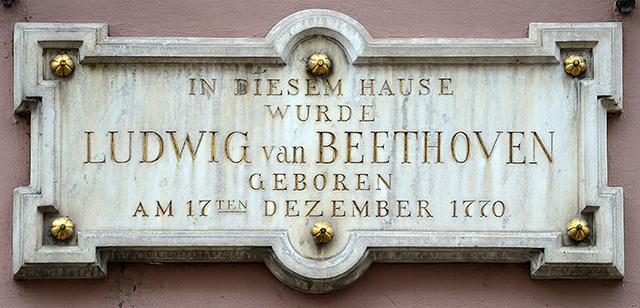 IN DIESEM HAUSE
WURDE
LUDWIG van BEETHOVEN
GEBOREN
AM 17TEN DEZEMBER 1770